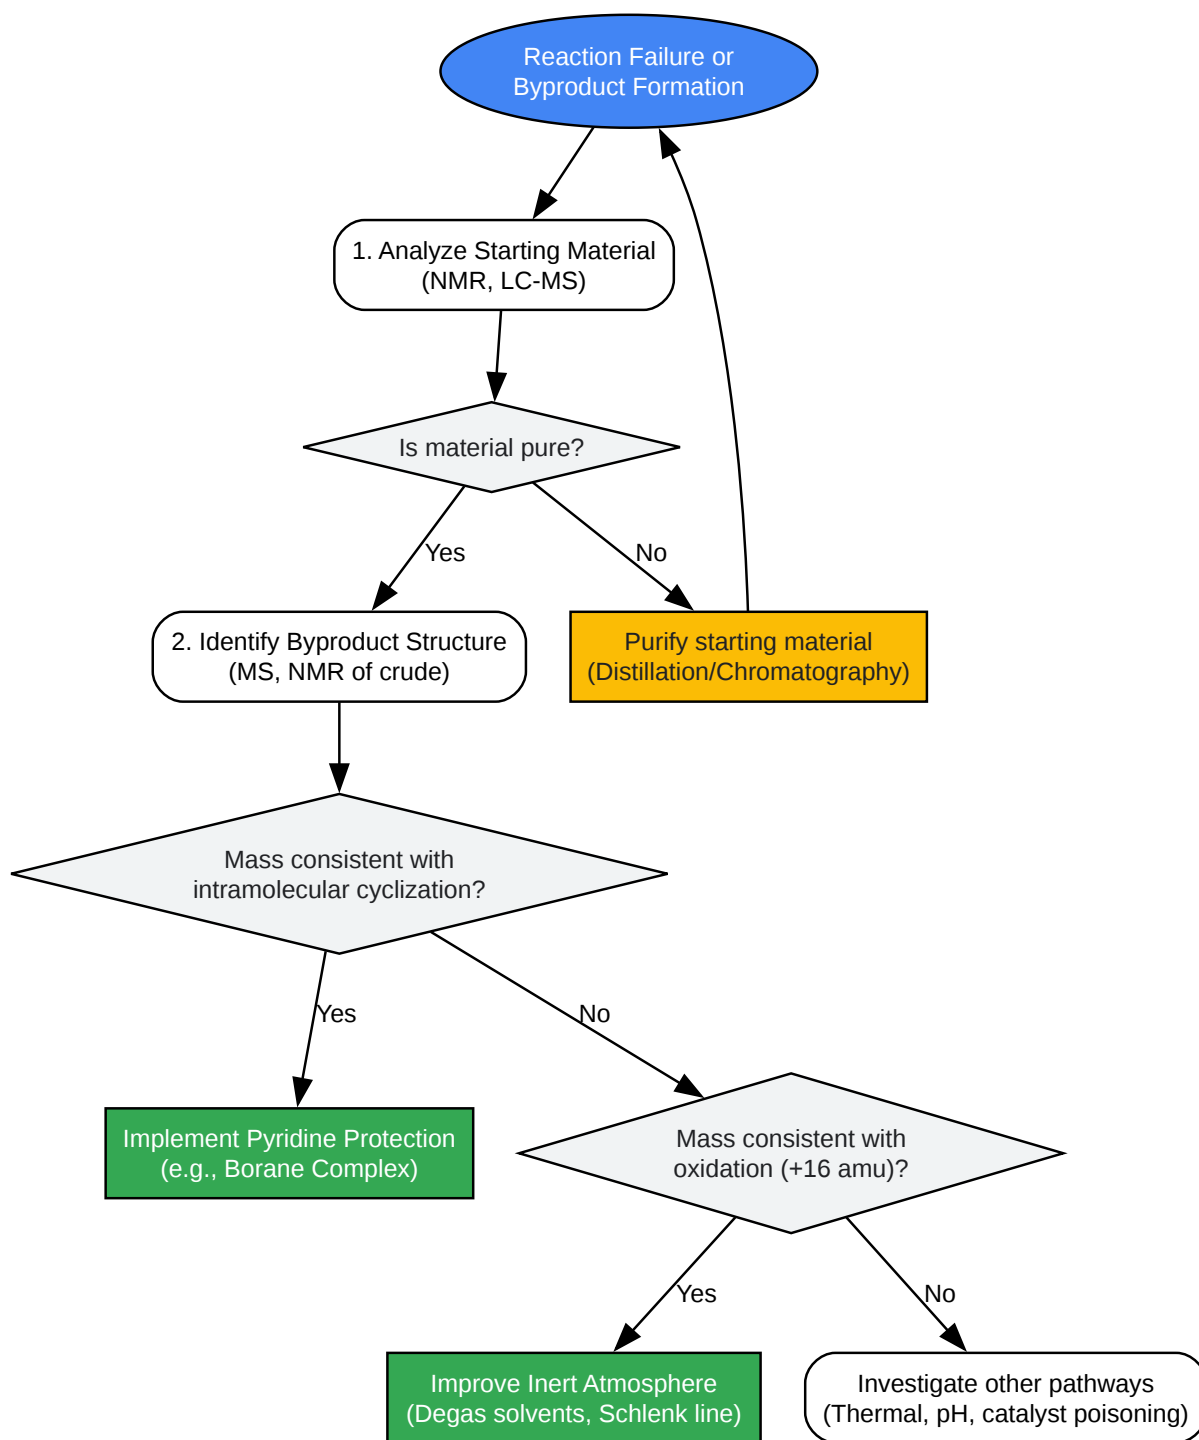 Reaction Failure or
Byproduct Formation
1. Analyze Starting Material
(NMR, LC-MS)
Is material pure?
Yes
No
2. Identify Byproduct Structure
(MS, NMR of crude)
Purify starting material
(Distillation/Chromatography)
Mass consistent with
intramolecular cyclization?
Yes
No
Implement Pyridine Protection
(e.g., Borane Complex)
Mass consistent with
oxidation (+16 amu)?
Yes
No
Improve Inert Atmosphere
(Degas solvents, Schlenk line)
Investigate other pathways
(Thermal, pH, catalyst poisoning)